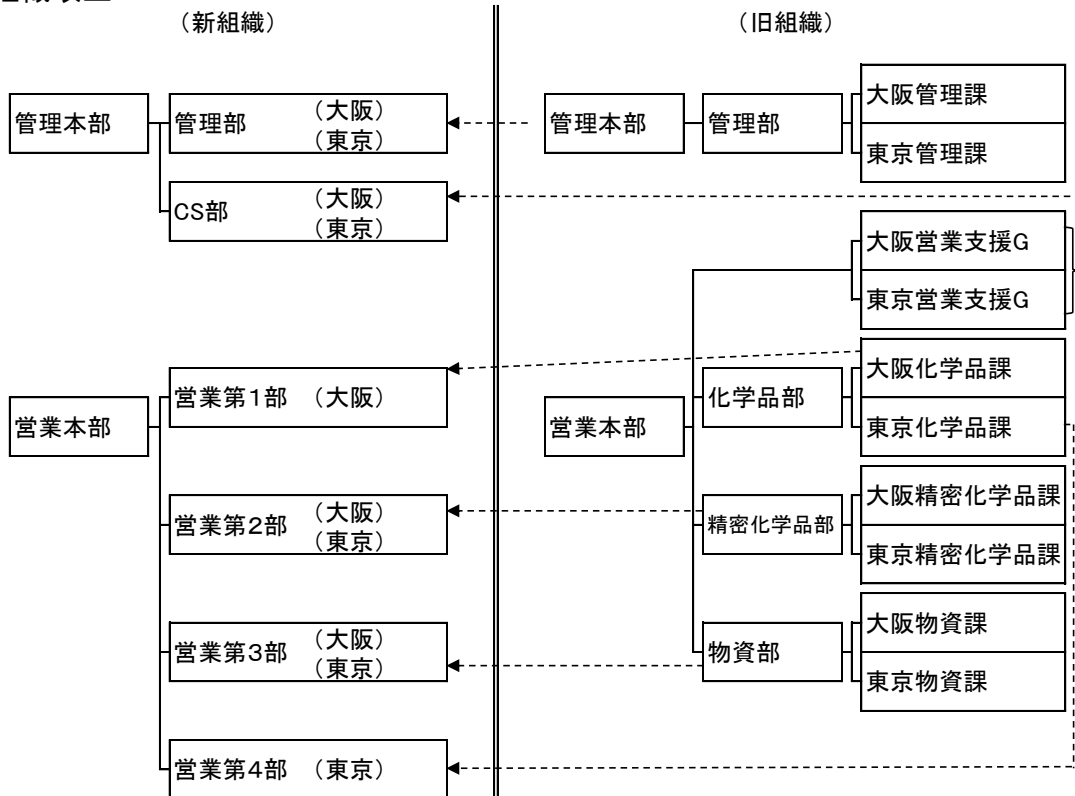 （新組織）
（旧組織）
管理本部
管理部
（大阪）
（東京）
CS部
（大阪）
（東京）
営業本部
営業第1部
（大阪）
営業第2部
（大阪）
（東京）
営業第3部
（大阪）
（東京）
営業第4部
（東京）
管理本部
管理部
大阪管理課
東京管理課
大阪営業支援G
東京営業支援G
営業本部
化学品部
大阪化学品課
東京化学品課
精密化学品部
大阪精密化学品課
東京精密化学品課
物資部
大阪物資課
東京物資課